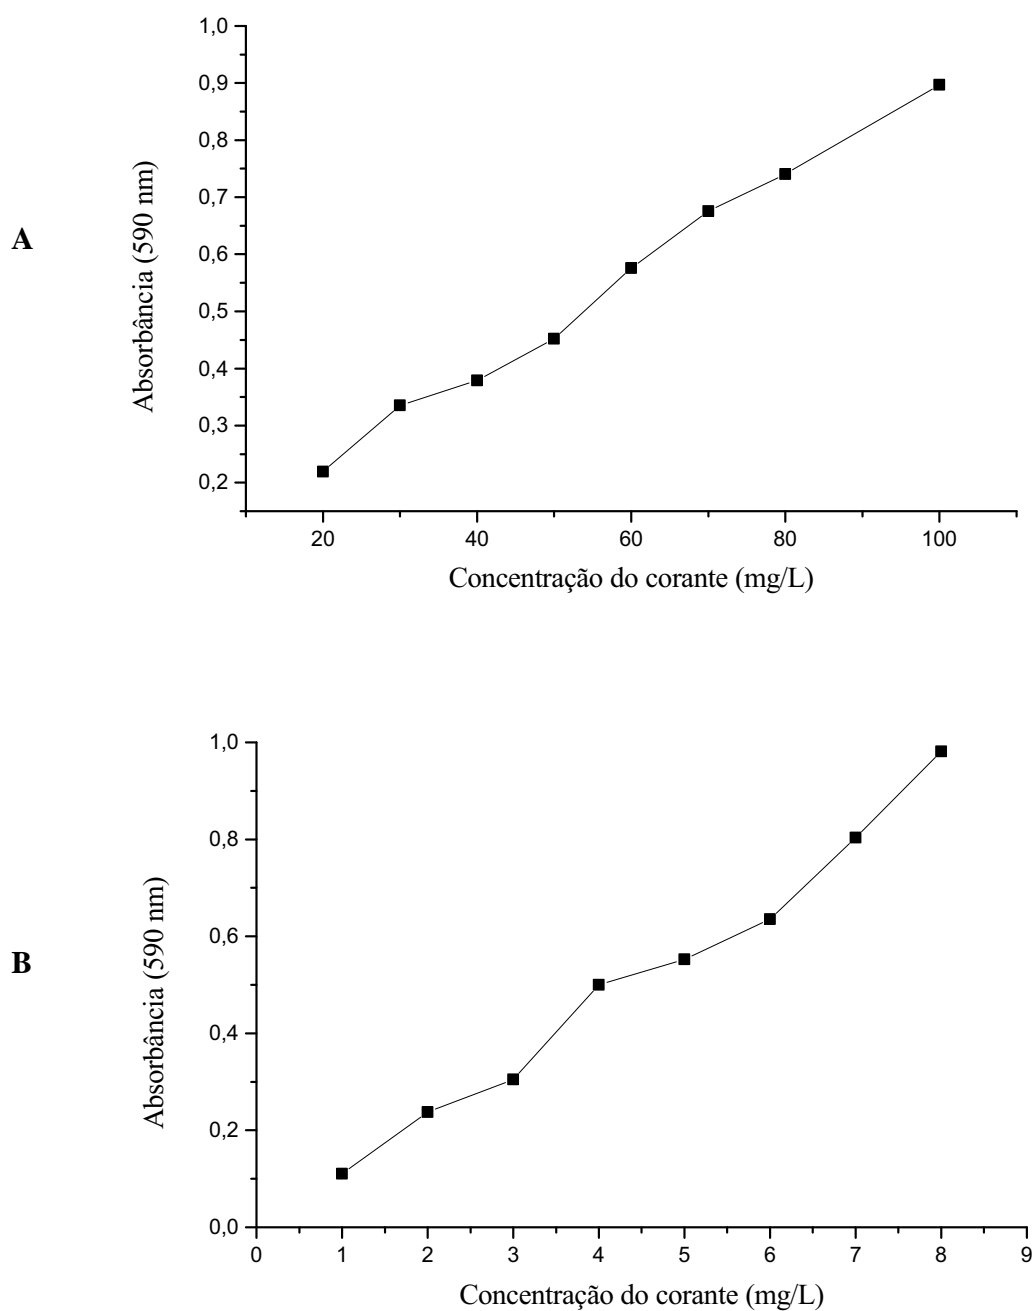 A
Absorbância (590 nm)
1,0
0,9
0,8
0,7
0,6
0,5
0,4
0,3
0,2
20 40 60 80 100
Concentração do corante (mg/L)
B
Absorbância (590 nm)
1,0
0,8
0,6
0,4
0,2
0,0
0 1 2 3 4 5 6 7 8 9
Concentração do corante (mg/L)